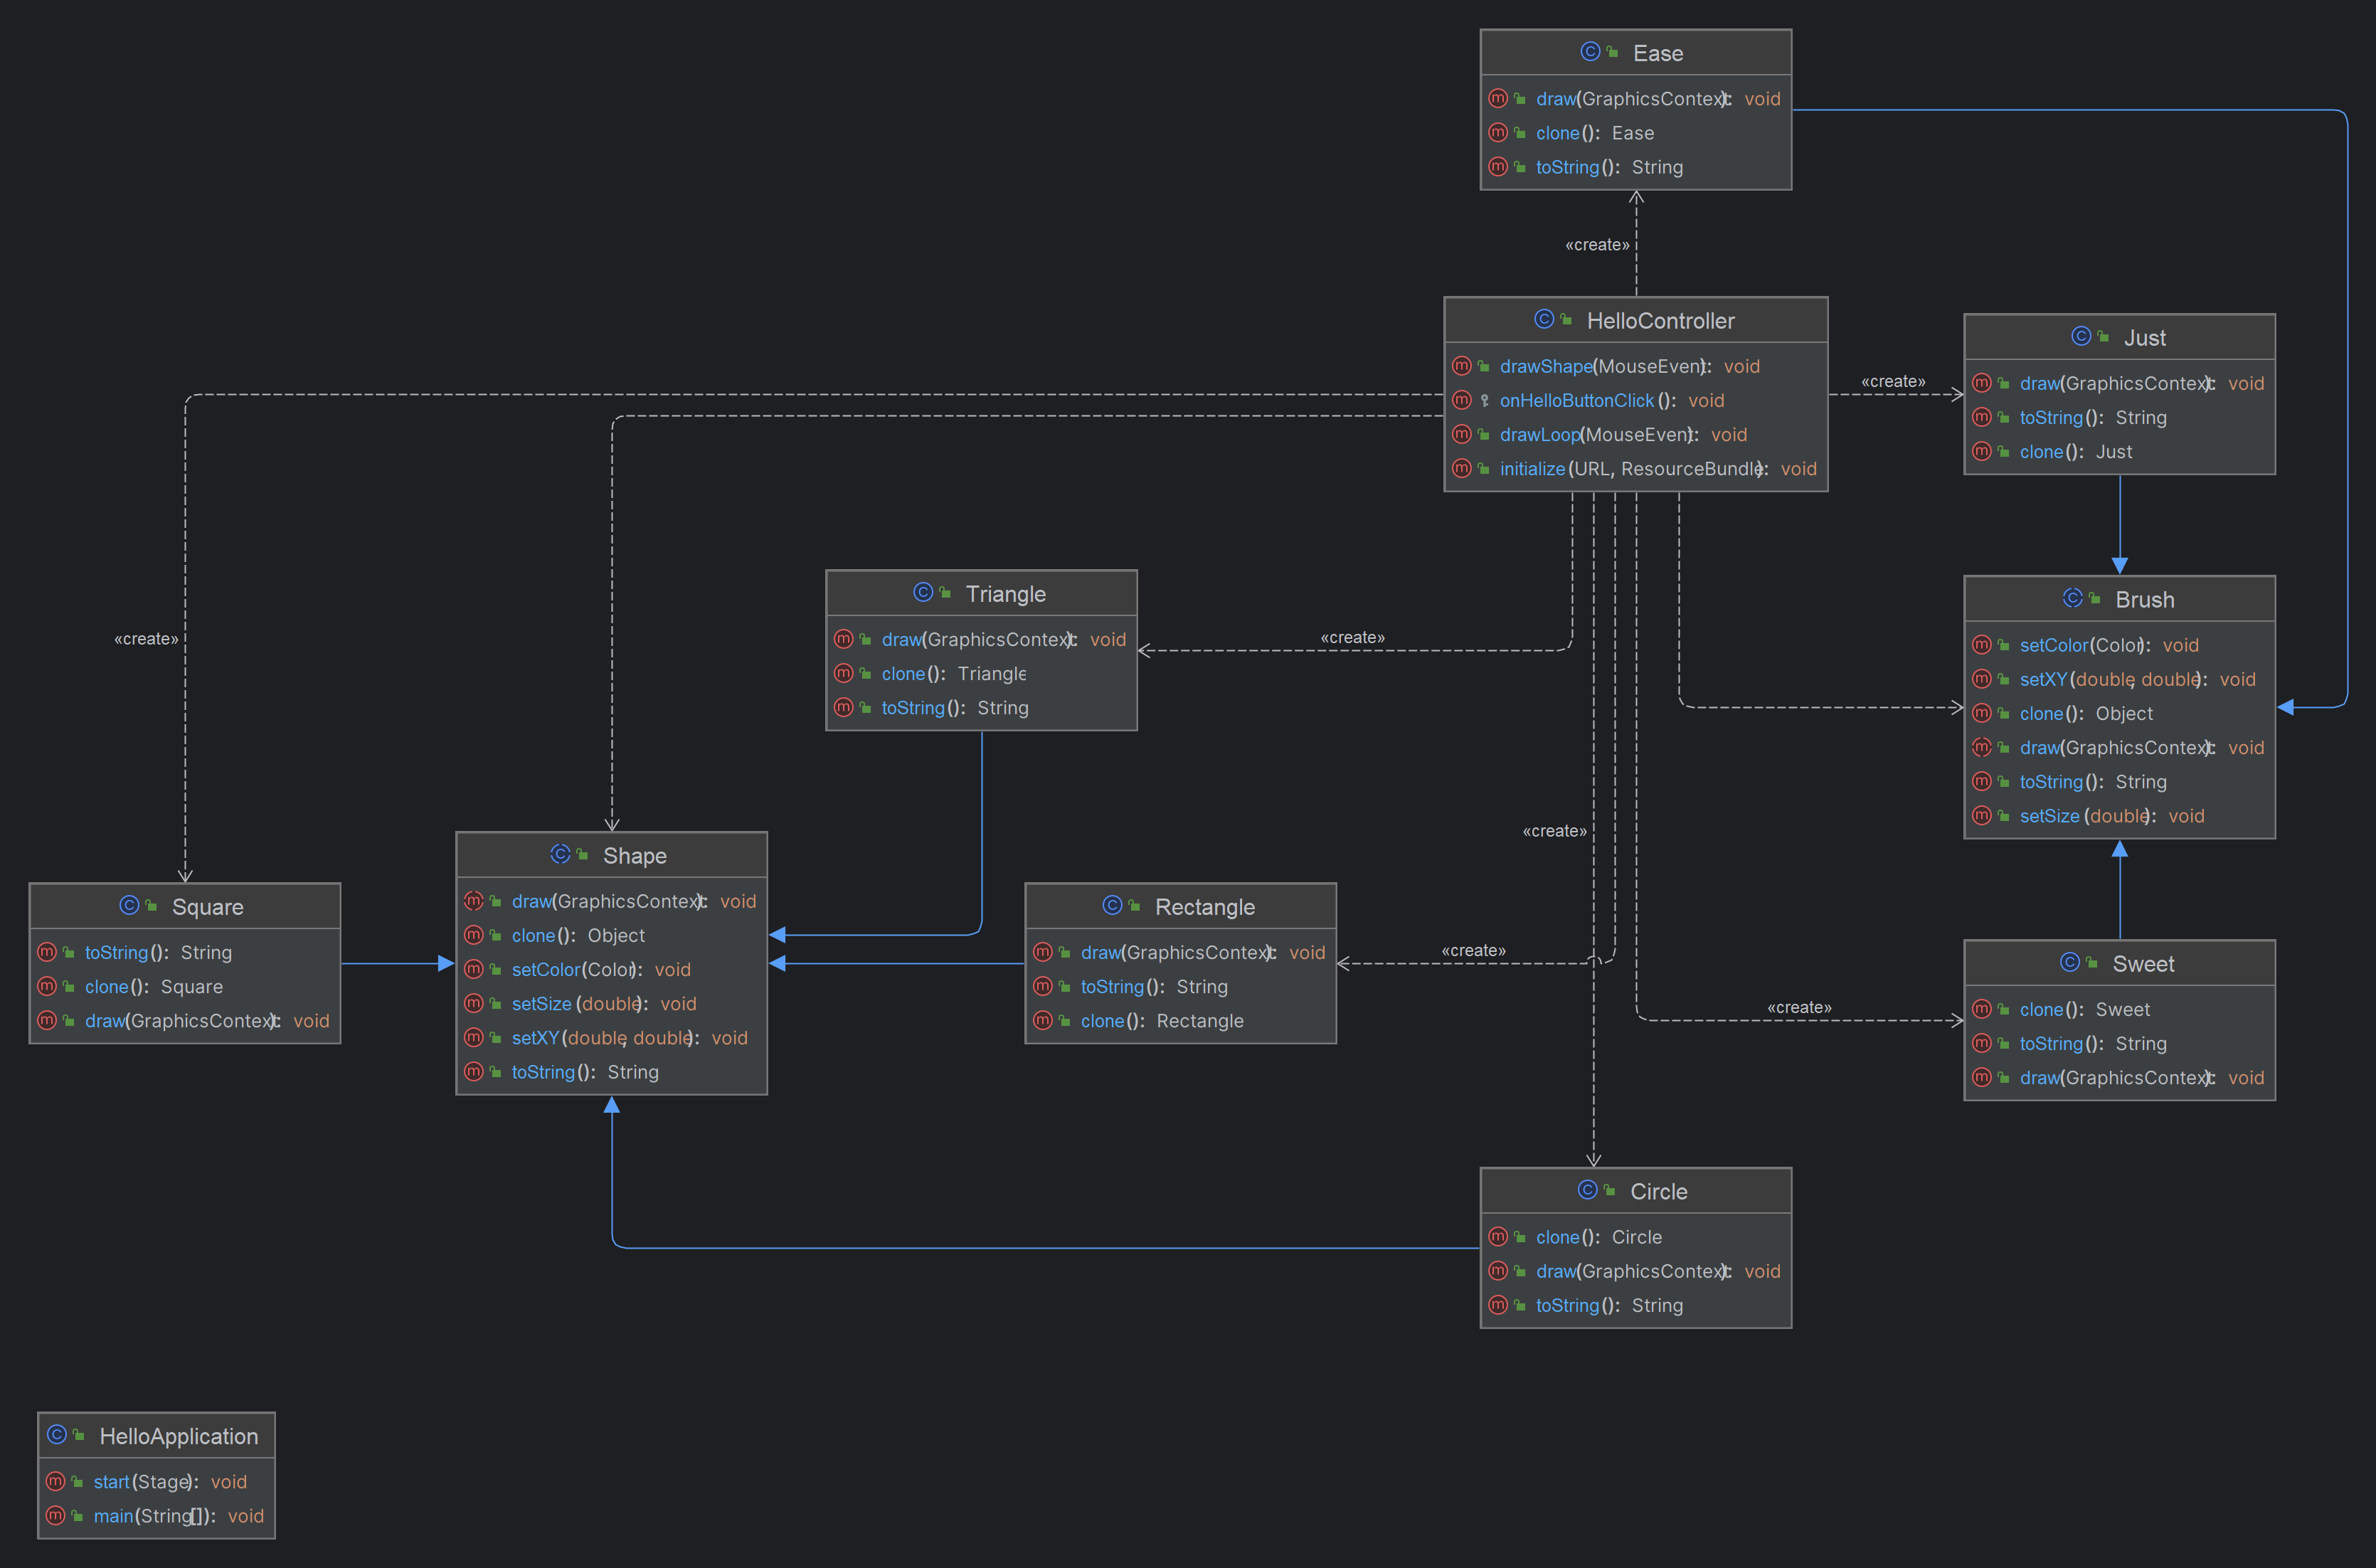 Ease
draw(GraphicsContext): void
clone(): Ease
toString(): String
«create»
HelloController
drawShape(MouseEvent): void
onHelloButtonClick(): void
drawLoop(MouseEvent): void
initialize(URL, ResourceBundle): void
«create»
Just
draw(GraphicsContext): void
toString(): String
clone(): Just
«create»
Triangle
draw(GraphicsContext): void
clone(): Triangle
toString(): String
«create»
Brush
setColor(Color): void
setXY(double, double): void
clone(): Object
draw(GraphicsContext): void
toString(): String
setSize(double): void
«create»
Square
toString(): String
clone(): Square
draw(GraphicsContext): void
Shape
draw(GraphicsContext): void
clone(): Object
setColor(Color): void
setSize(double): void
setXY(double, double): void
toString(): String
Rectangle
draw(GraphicsContext): void
toString(): String
clone(): Rectangle
«create»
«create»
Sweet
clone(): Sweet
toString(): String
draw(GraphicsContext): void
Circle
clone(): Circle
draw(GraphicsContext): void
toString(): String
HelloApplication
start(Stage): void
main(String[]): void